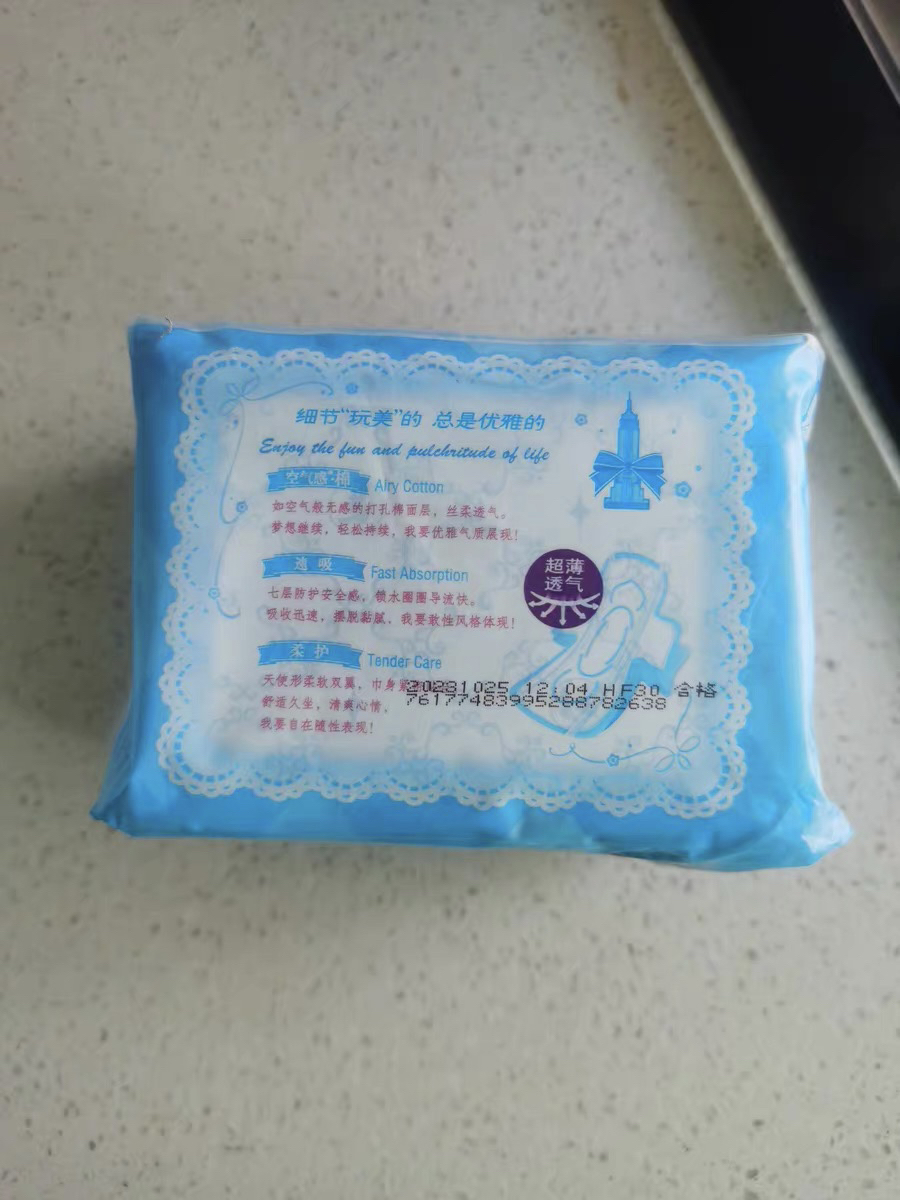 细节“玩美”的 总是优雅的
Enjoy the fun and pulchritude of life
空气感棉 Airy Cotton
如空气般无感的打孔棉面层，丝柔透气。
梦想继续，轻松持续，我要优雅气质展现！
速吸 Fast Absorption
七层防护安全感，锁水圈圈导流快。
吸收迅速，摆脱黏腻，我要敢性风格体现！
超薄
透气
柔护 Tender Care
天使形柔软双翼，巾身
舒适久坐，清爽心情，
我要自在随性表现！
20231025 12:04 HF30 合格
76177483995288782638